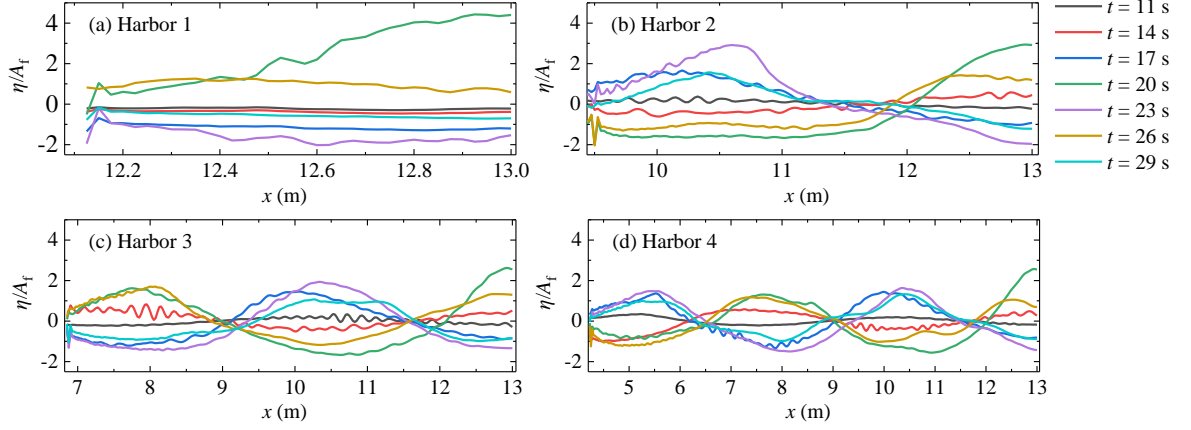 (a) Harbor 1
4
2
0
-2
η/A_f
12.2
12.4
12.6
12.8
13.0
x (m)
(b) Harbor 2
4
2
0
-2
η/A_f
10
11
12
13
x (m)
t = 11 s
t = 14 s
t = 17 s
t = 20 s
t = 23 s
t = 26 s
t = 29 s
(c) Harbor 3
4
2
0
-2
η/A_f
7
8
9
10
11
12
13
x (m)
(d) Harbor 4
4
2
0
-2
η/A_f
5
6
7
8
9
10
11
12
13
x (m)